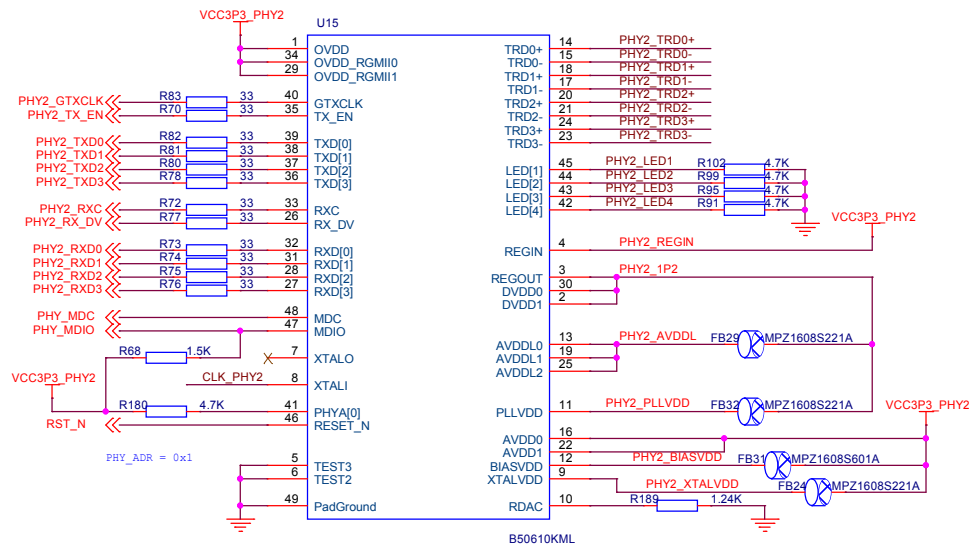 VCC3P3_PHY2
U15
1 OVDD
34 OVDD_RGMII0
29 OVDD_RGMII1
PHY2_GTXCLK R83 33 40 GTXCLK
PHY2_TX_EN R70 33 35 TX_EN
PHY2_TXD0 R82 33 39 TXD[0]
PHY2_TXD1 R81 33 38 TXD[1]
PHY2_TXD2 R80 33 37 TXD[2]
PHY2_TXD3 R78 33 36 TXD[3]
PHY2_RXC R72 33 33 RXC
PHY2_RX_DV R77 33 26 RX_DV
PHY2_RXD0 R73 33 32 RXD[0]
PHY2_RXD1 R74 33 31 RXD[1]
PHY2_RXD2 R75 33 28 RXD[2]
PHY2_RXD3 R76 33 27 RXD[3]
PHY_MDC 48 MDC
PHY_MDIO 47 MDIO
R68 1.5K 7 XTALO
VCC3P3_PHY2 CLK_PHY2 8 XTALI
R180 4.7K 41 PHYA[0]
RST_N 46 RESET_N
PHY_ADR = 0x1
5 TEST3
6 TEST2
49 PadGround
TRD0+ 14 PHY2_TRD0+
TRD0- 15 PHY2_TRD0-
TRD1+ 18 PHY2_TRD1+
TRD1- 17 PHY2_TRD1-
TRD2+ 20 PHY2_TRD2+
TRD2- 21 PHY2_TRD2-
TRD3+ 24 PHY2_TRD3+
TRD3- 23 PHY2_TRD3-
LED[1] 45 PHY2_LED1 R102 4.7K
LED[2] 44 PHY2_LED2 R99 4.7K
LED[3] 43 PHY2_LED3 R95 4.7K
LED[4] 42 PHY2_LED4 R91 4.7K
VCC3P3_PHY2
REGIN 4 PHY2_REGIN
REGOUT 3 PHY2_1P2
DVDD0 30
DVDD1 2
AVDDL0 13 PHY2_AVDDL FB29 MPZ1608S221A
AVDDL1 19
AVDDL2 25
PLLVDD 11 PHY2_PLLVDD FB32 MPZ1608S221A
VCC3P3_PHY2
AVDD0 16
AVDD1 22
BIASVDD 12 PHY2_BIASVDD FB31 MPZ1608S601A
XTALVDD 9 PHY2_XTALVDD FB24 MPZ1608S221A
RDAC 10 R189 1.24K
B50610KML